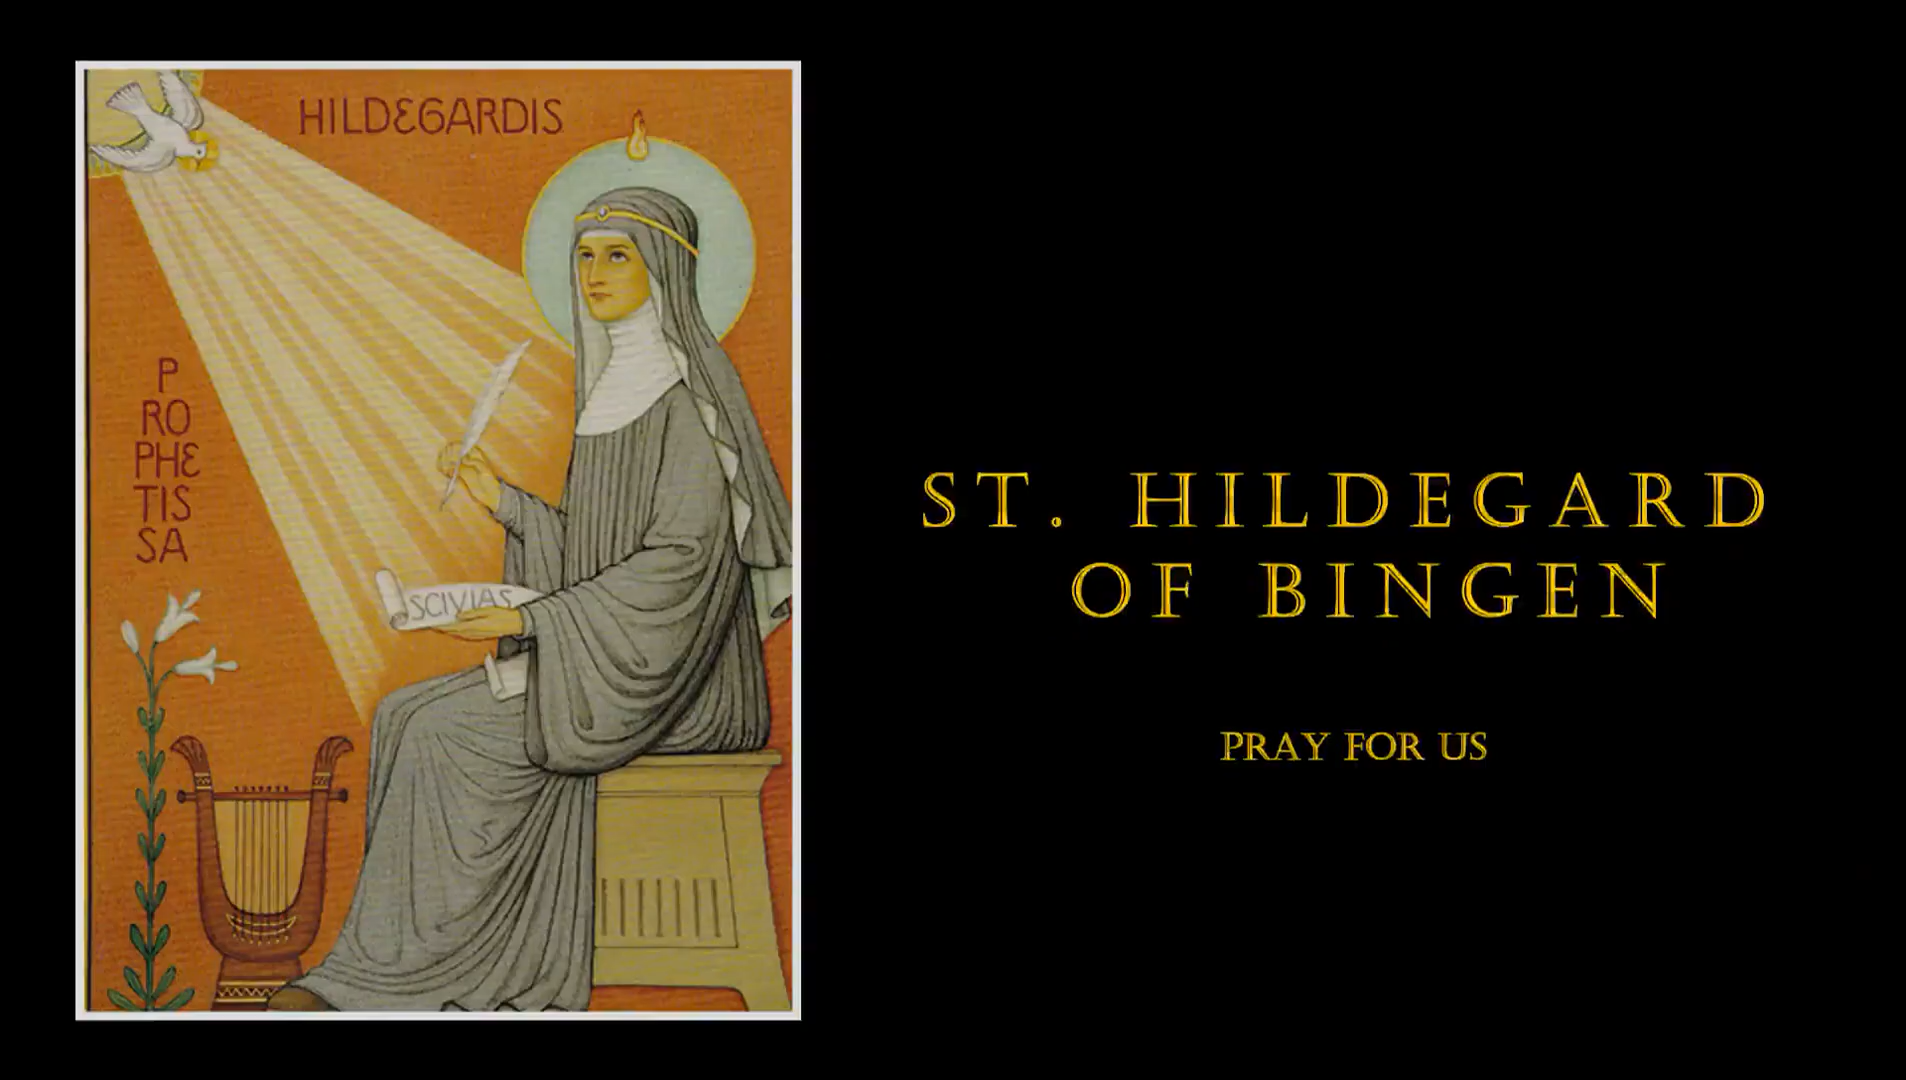 HILDEGARDIS
P
RO
PHE
TIS
SA
SCIVIAS
ST. HILDEGARD
OF BINGEN
PRAY FOR US